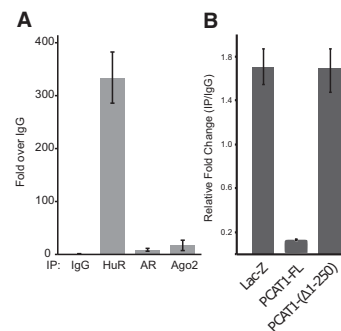 A
Fold over IgG
400
300
200
100
0
IP: IgG HuR AR Ago2
B
Relative Fold Change (IP/IgG)
1.8
1.4
1.0
0.6
0.2
Lac-Z
PCAT1-FL
PCAT1-(Δ1-250)